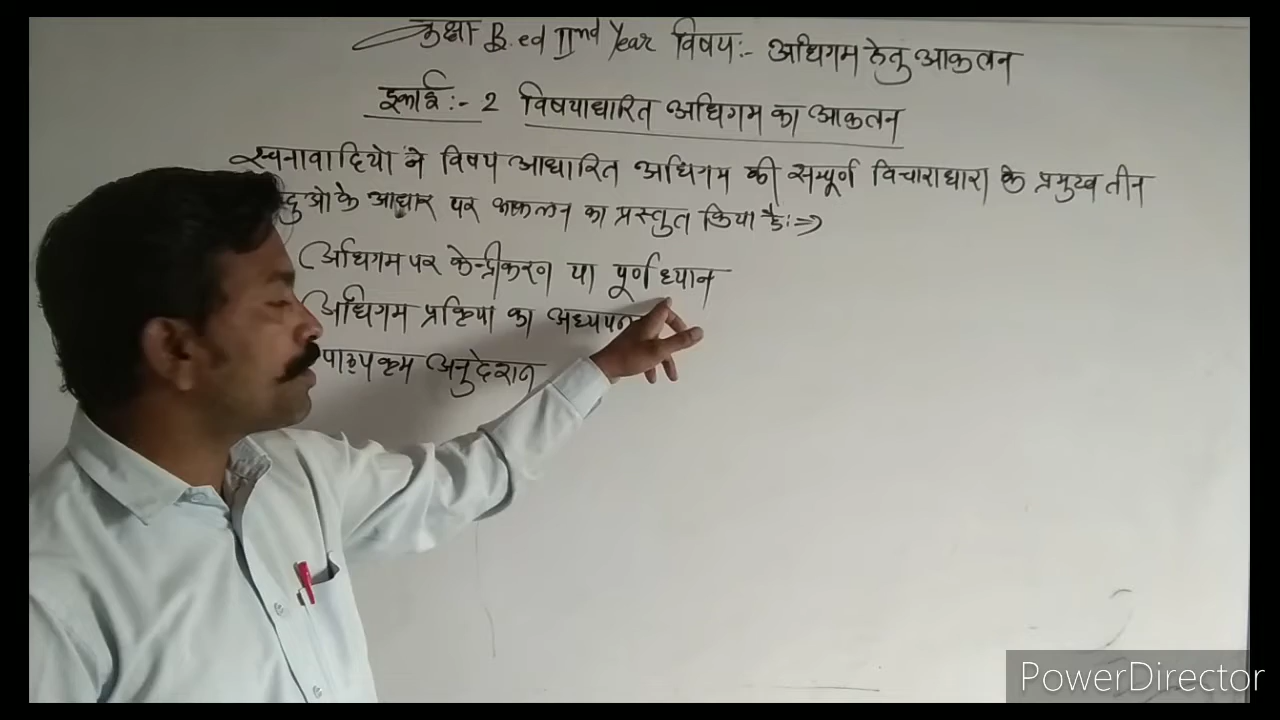 कक्षा B.ed IInd Year विषय:- अधिगम हेतु आकलन
इकाई:- 2 विषयाधारित अधिगम का आकलन
रचनावादियो ने विषय आधारित अधिगम की सम्पूर्ण विचाराधारा के प्रमुख तीन
के आधार पर आकलन का प्रस्तुत किया है:⇒
अधिगम पर केन्द्रीकरण या पूर्ण ध्यान
अधिगम प्रक्रिया का अध्ययन
पाठ्यक्रम अनुदेशन
PowerDirector